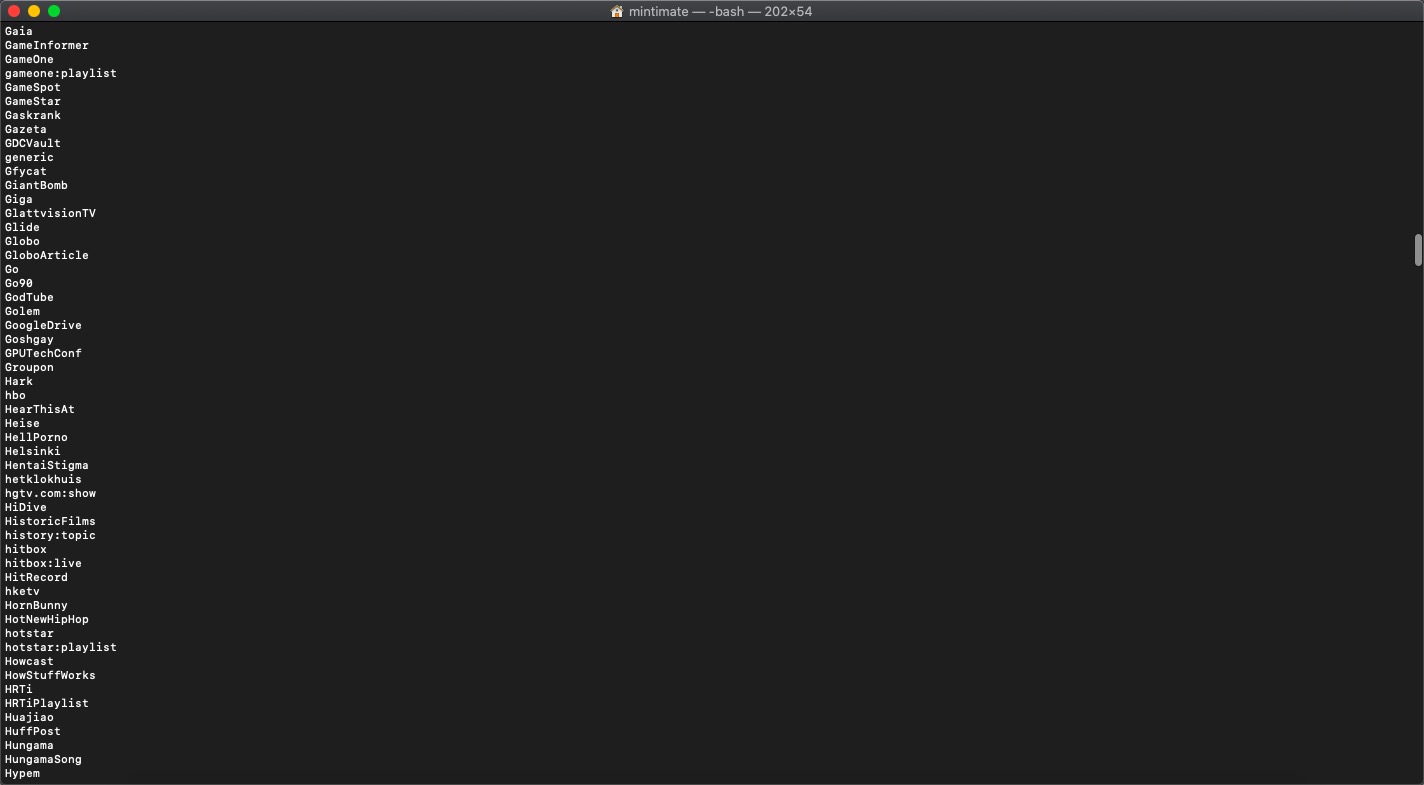 mintimate — -bash — 202×54
Gaia
GameInformer
GameOne
gameone:playlist
GameSpot
GameStar
Gaskrank
Gazeta
GDCVault
generic
Gfycat
GiantBomb
Giga
GlattvisionTV
Glide
Globo
GloboArticle
Go
Go90
GodTube
Golem
GoogleDrive
Goshgay
GPUTechConf
Groupon
Hark
hbo
HearThisAt
Heise
HellPorno
Helsinki
HentaiStigma
hetklokhuis
hgtv.com:show
HiDive
HistoricFilms
history:topic
hitbox
hitbox:live
HitRecord
hketv
HornBunny
HotNewHipHop
hotstar
hotstar:playlist
Howcast
HowStuffWorks
HRTi
HRTiPlaylist
Huajiao
HuffPost
Hungama
HungamaSong
Hypem